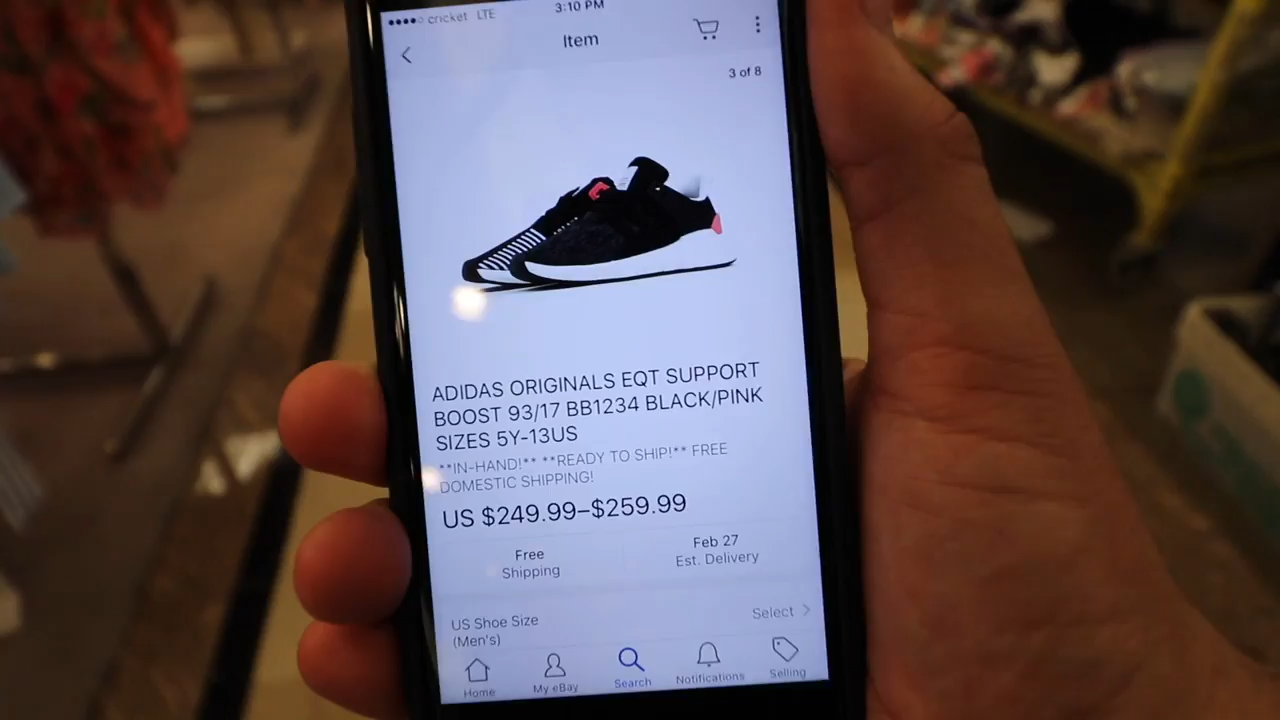 cricket LTE 3:10 PM
Item
3 of 8
ADIDAS ORIGINALS EQT SUPPORT
BOOST 93/17 BB1234 BLACK/PINK
SIZES 5Y-13US
**IN-HAND!** **READY TO SHIP!** FREE
DOMESTIC SHIPPING!
US $249.99–$259.99
Free
Shipping
Feb 27
Est. Delivery
US Shoe Size
(Men's)
Select
Home
My eBay
Search
Notifications
Selling